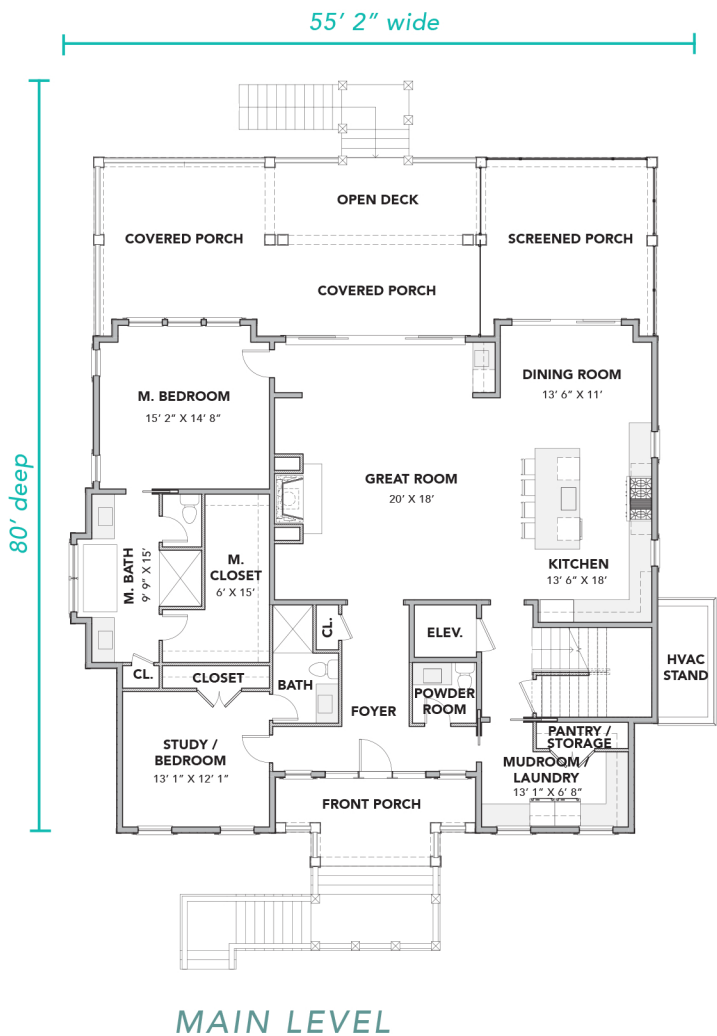 55' 2” wide
80' deep
OPEN DECK
COVERED PORCH
SCREENED PORCH
COVERED PORCH
DINING ROOM
13' 6” X 11'
M. BEDROOM
15' 2” X 14' 8”
GREAT ROOM
20' X 18'
M. BATH
9' 9” X 15'
M.
CLOSET
6' X 15'
KITCHEN
13' 6” X 18'
CL.
ELEV.
HVAC
STAND
CL.
CLOSET
BATH
POWDER
ROOM
FOYER
STUDY /
BEDROOM
13' 1” X 12' 1”
PANTRY /
STORAGE
MUDROOM
LAUNDRY
13' 1” X 6' 8”
FRONT PORCH
MAIN LEVEL